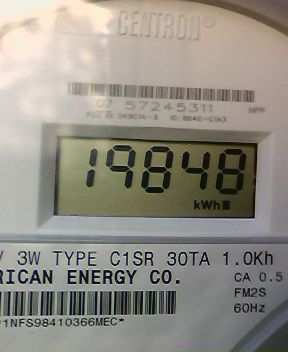 CENTRON®
07 57245311 HPP
19848
kWh
V 3W TYPE C1SR 30TA 1.0Kh
RICAN ENERGY CO. CA 0.5
FM2S
*1NFS98410366MEC* 60Hz